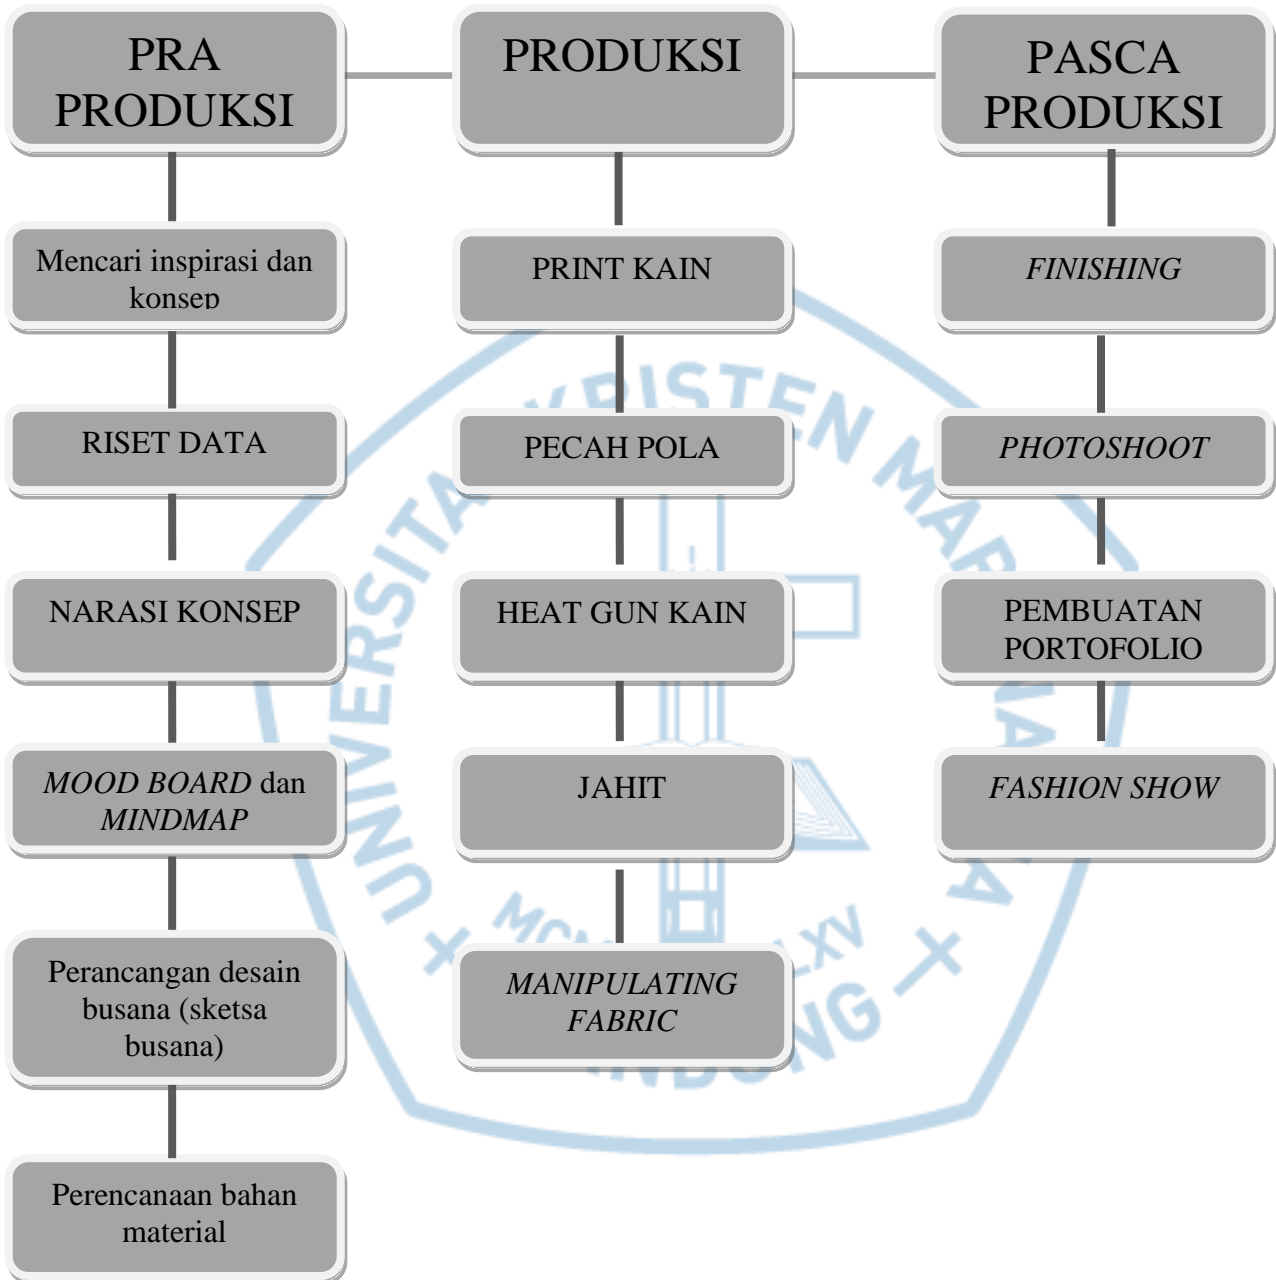 PRA
PRODUKSI
Mencari inspirasi dan
konsep
RISET DATA
NARASI KONSEP
MOOD BOARD dan
MINDMAP
Perancangan desain
busana (sketsa
busana)
Perencanaan bahan
material
PRODUKSI
PRINT KAIN
PECAH POLA
HEAT GUN KAIN
JAHIT
MANIPULATING
FABRIC
PASCA
PRODUKSI
FINISHING
PHOTOSHOOT
PEMBUATAN
PORTOFOLIO
FASHION SHOW